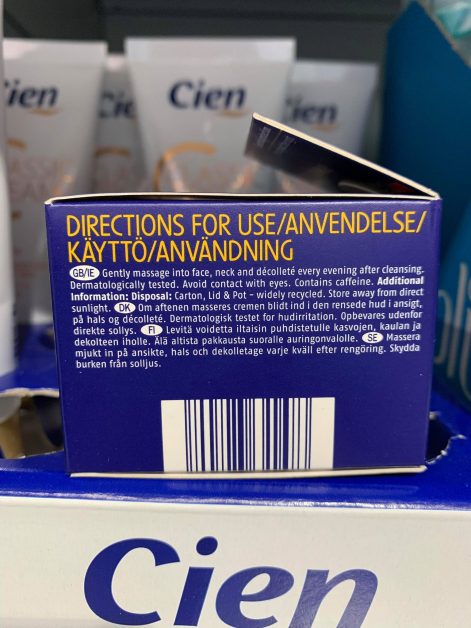 Cien
Cien
Cien
Cien
DIRECTIONS FOR USE/ANVENDELSE/
KÄYTTÖ/ANVÄNDNING
GB/IE Gently massage into face, neck and décolleté every evening after cleansing.
Dermatologically tested. Avoid contact with eyes. Contains caffeine. Additional
Information: Disposal: Carton, Lid & Pot – widely recycled. Store away from direct
sunlight. DK Om aftenen masseres cremen blidt ind i den rensede hud i ansigt,
på hals og décolleté. Dermatologisk testet for hudirritation. Opbevares udenfor
direkte sollys. FI Levitä voidetta iltaisin puhdistetulle kasvojen, kaulan ja
dekolteen iholle. Älä altista pakkausta suoralle auringonvalolle. SE Massera
mjukt in på ansikte, hals och dekolletage varje kväll efter rengöring. Skydda
burken från solljus.
Cien